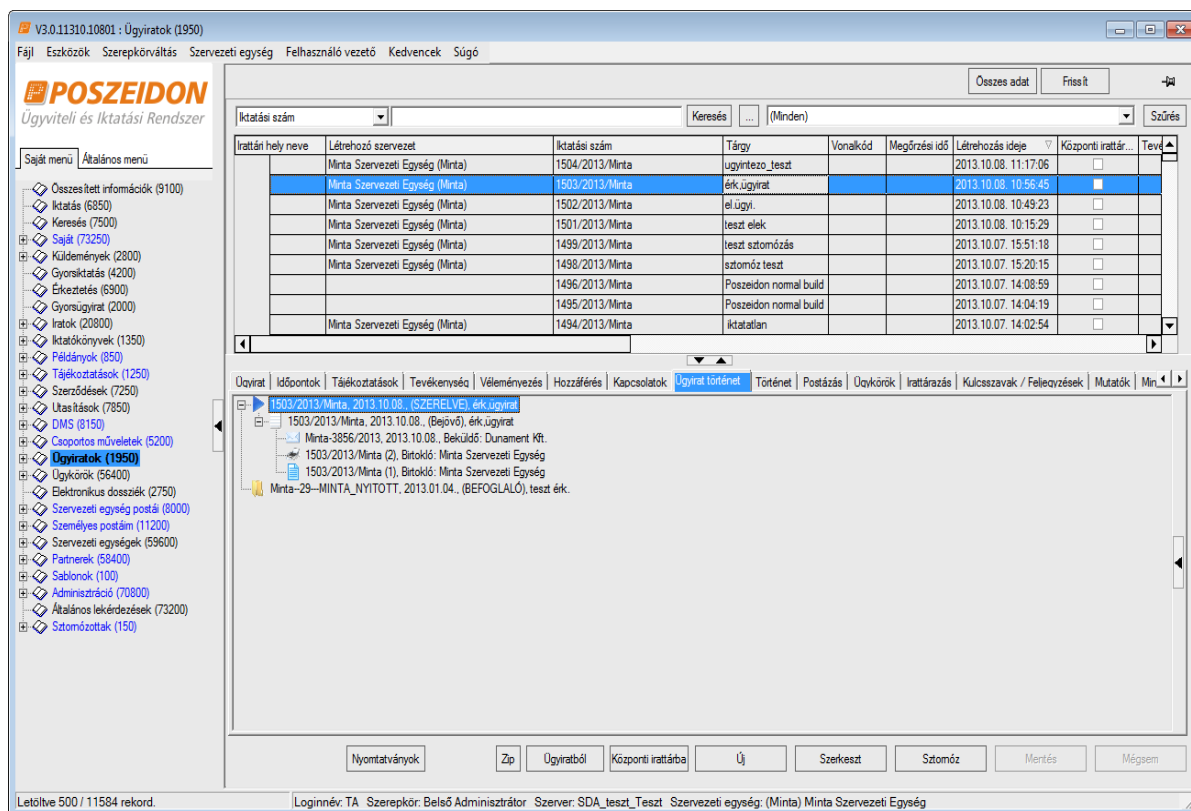 V3.0.11310.10801 : Ügyiratok (1950)
Fájl Eszközök Szerepkörváltás Szervezeti egység Felhasználó vezető Kedvencek Súgó
POSZEIDON
Ügyviteli és Iktatási Rendszer
Összes adat Frissít
Iktatási szám Keresés ... (Minden) Szűrés
Saját menü Általános menü
Összesített információk (9100)
Iktatás (6850)
Keresés (7500)
Saját (73250)
Küldemények (2800)
Gyorsiktatás (4200)
Érkeztetés (6900)
Gyorsügyirat (2000)
Iratok (20800)
Iktatókönyvek (1350)
Példányok (850)
Tájékoztatások (1250)
Szerződések (7250)
Utasítások (7850)
DMS (8150)
Csoportos műveletek (5200)
Ügyiratok (1950)
Ügykörök (56400)
Elektronikus dossziék (2750)
Szervezeti egység postái (8000)
Személyes postáim (11200)
Szervezeti egységek (59600)
Partnerek (58400)
Sablonok (100)
Adminisztráció (70800)
Általános lekérdezések (73200)
Sztornózottak (150)
Irattári hely neve Létrehozó szervezet Iktatási szám Tárgy Vonalkód Megőrzési idő Létrehozás ideje Központi irattár... Tevé
Minta Szervezeti Egység (Minta) 1504/2013/Minta ugyintezo_teszt 2013.10.08. 11:17:06
Minta Szervezeti Egység (Minta) 1503/2013/Minta érk,ügyirat 2013.10.08. 10:56:45
Minta Szervezeti Egység (Minta) 1502/2013/Minta el.ügyi. 2013.10.08. 10:49:23
Minta Szervezeti Egység (Minta) 1501/2013/Minta teszt elek 2013.10.08. 10:15:29
Minta Szervezeti Egység (Minta) 1499/2013/Minta teszt sztornózás 2013.10.07. 15:51:18
Minta Szervezeti Egység (Minta) 1498/2013/Minta sztornóz teszt 2013.10.07. 15:20:15
1496/2013/Minta Poszeidon normal build 2013.10.07. 14:08:59
1495/2013/Minta Poszeidon normal build 2013.10.07. 14:04:19
Minta Szervezeti Egység (Minta) 1494/2013/Minta iktatatlan 2013.10.07. 14:02:54
Ügyirat Időpontok Tájékoztatások Tevékenység Véleményezés Hozzáférés Kapcsolatok Ügyirat történet Történet Postázás Ügykörök Irattárazás Kulcsszavak / Feljegyzések Mutatók Min
1503/2013/Minta, 2013.10.08., (SZERELVE), érk,ügyirat
1503/2013/Minta, 2013.10.08., (Bejövő), érk,ügyirat
Minta-3856/2013, 2013.10.08., Beküldő: Dunament Kft.
1503/2013/Minta (2), Birtokló: Minta Szervezeti Egység
1503/2013/Minta (1), Birtokló: Minta Szervezeti Egység
Minta--29---MINTA_NYITOTT, 2013.01.04., (BEFOGLALÓ), teszt érk.
Nyomtatványok Zip Ügyiratból Központi irattárba Új Szerkeszt Sztornóz Mentés Mégsem
Letöltve 500 / 11584 rekord. Loginnév: TA Szerepkör: Belső Adminisztrátor Szerver: SDA_teszt_Teszt Szervezeti egység: (Minta) Minta Szervezeti Egység